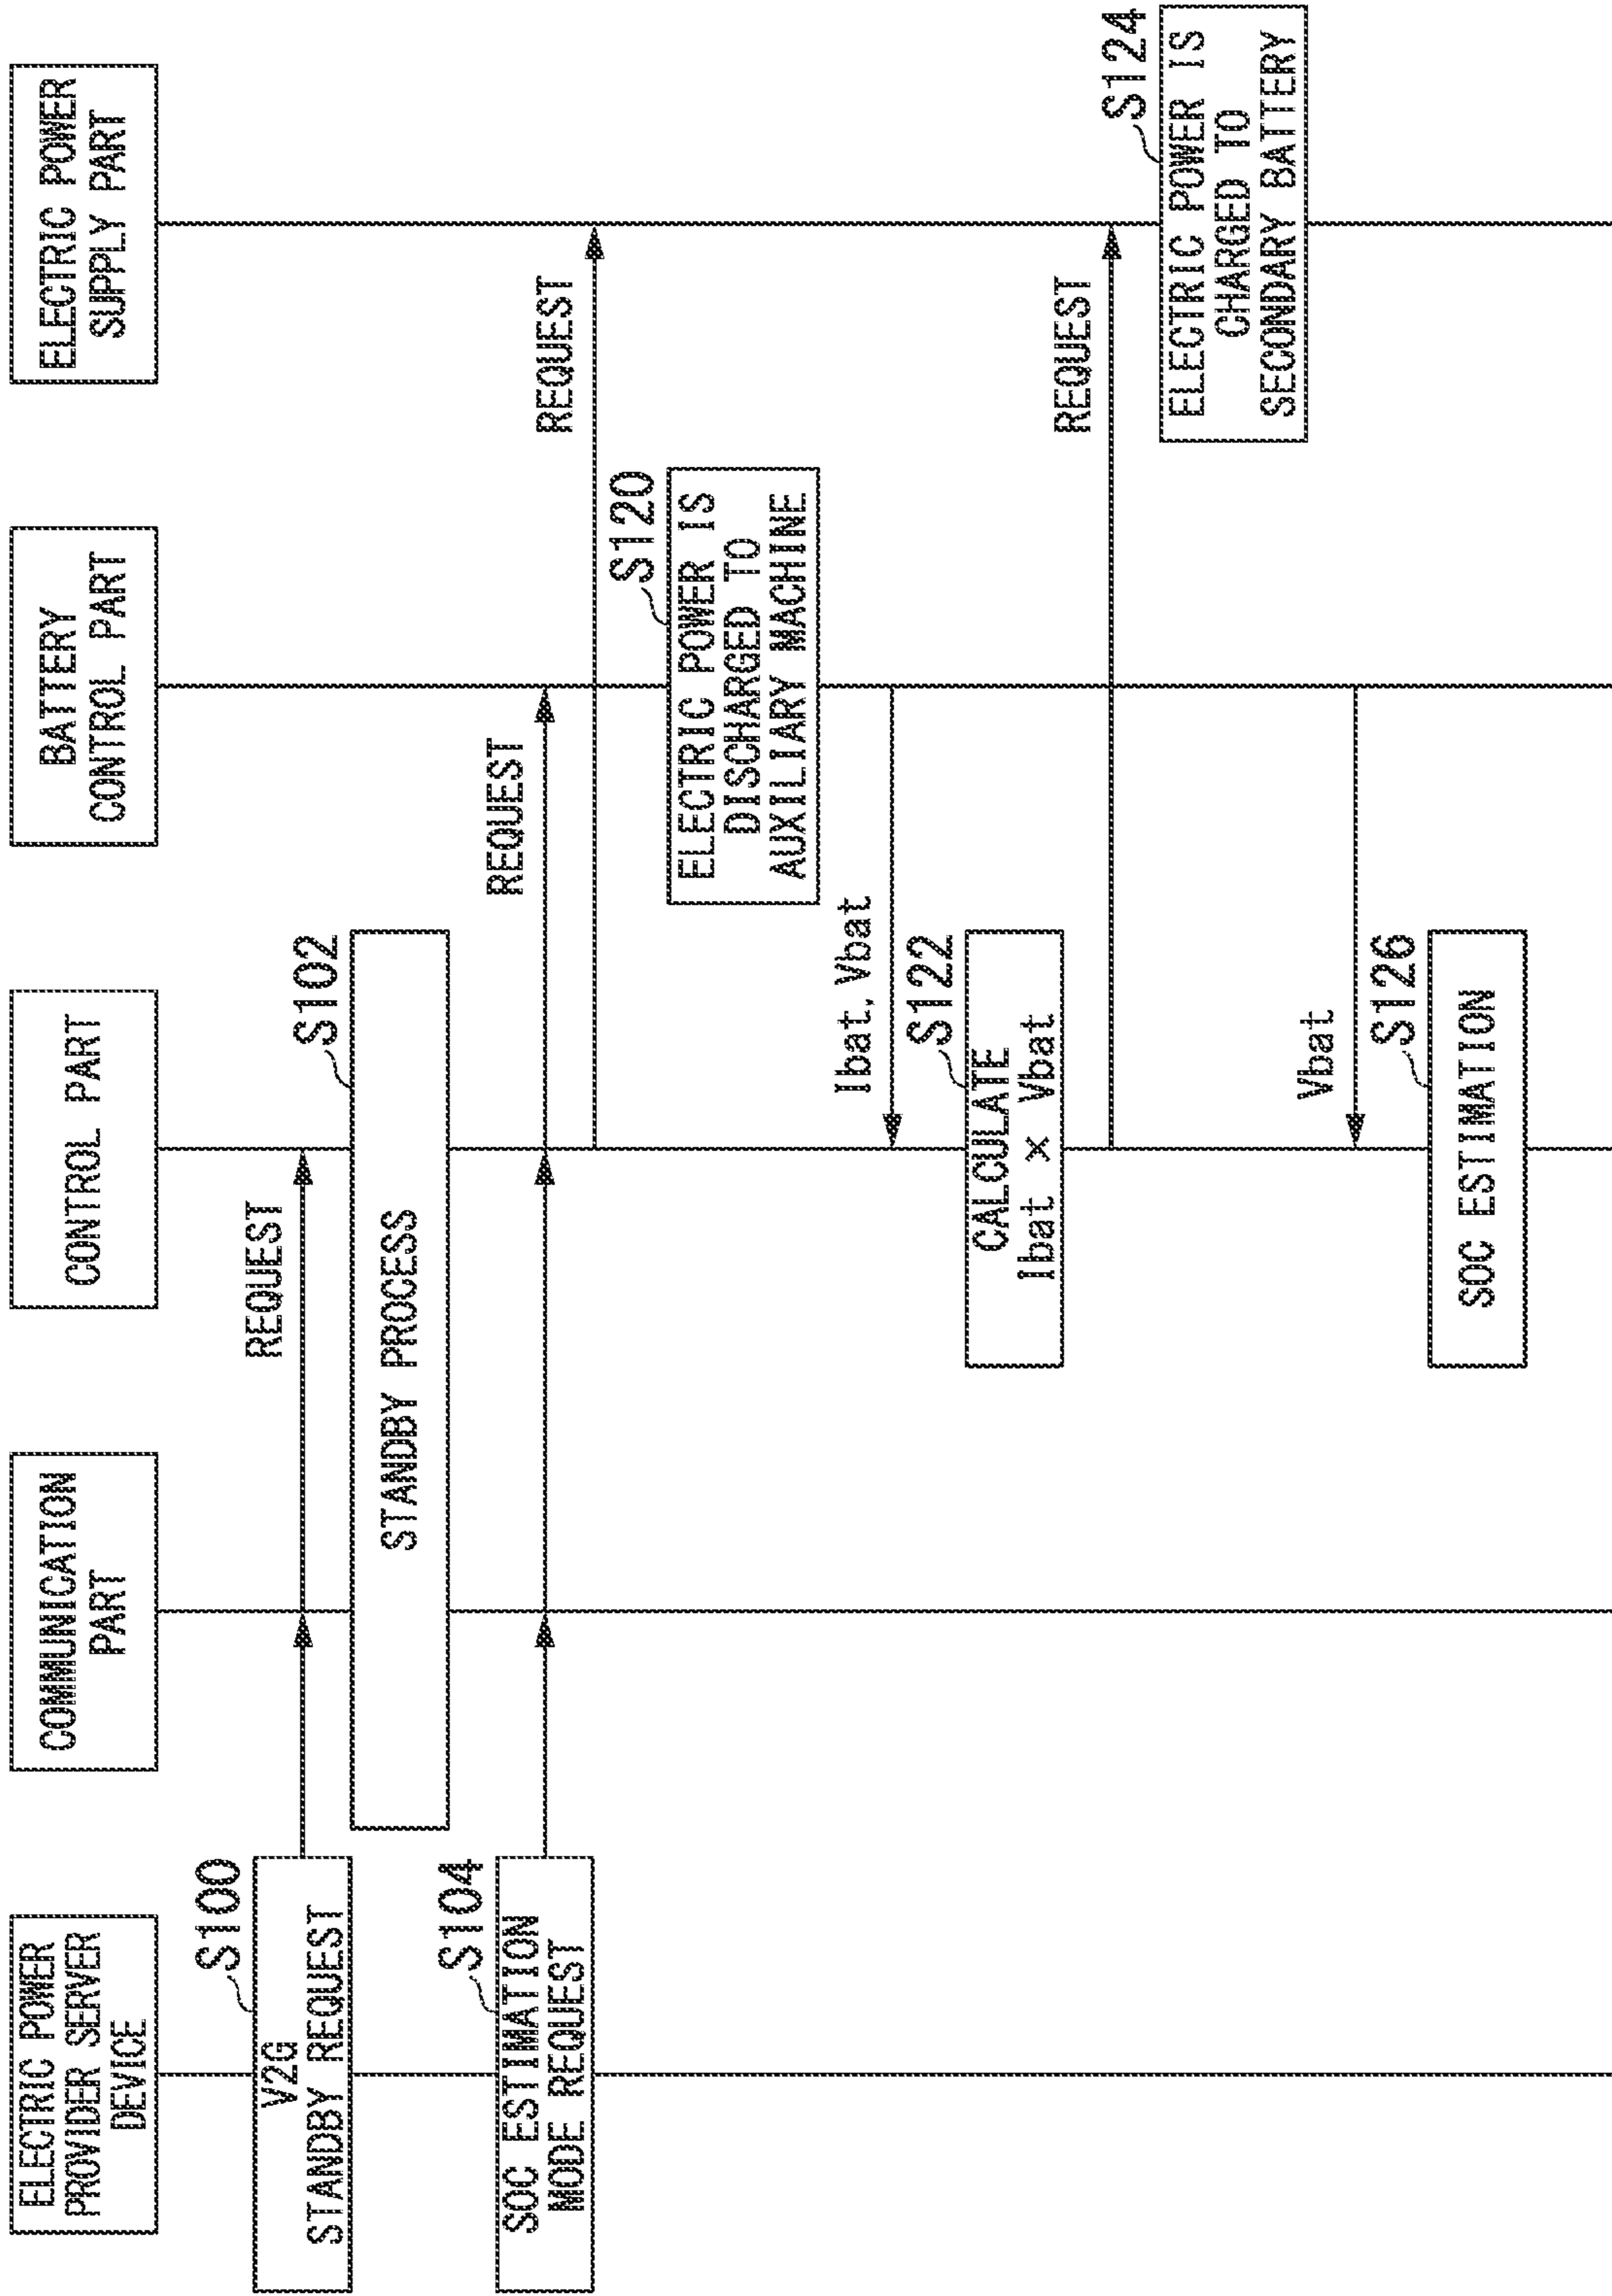 ELECTRIC POWER
PROVIDER SERVER
DEVICE
COMMUNICATION
PART
CONTROL PART
BATTERY
CONTROL PART
ELECTRIC POWER
SUPPLY PART
S100
V2G
STANDBY REQUEST
REQUEST
S102
STANDBY PROCESS
S104
SOC ESTIMATION
MODE REQUEST
REQUEST
REQUEST
S120
ELECTRIC POWER IS
DISCHARGED TO
AUXILIARY MACHINE
Ibat, Vbat
S122
CALCULATE
Ibat × Vbat
REQUEST
S124
ELECTRIC POWER IS
CHARGED TO
SECONDARY BATTERY
Vbat
S126
SOC ESTIMATION